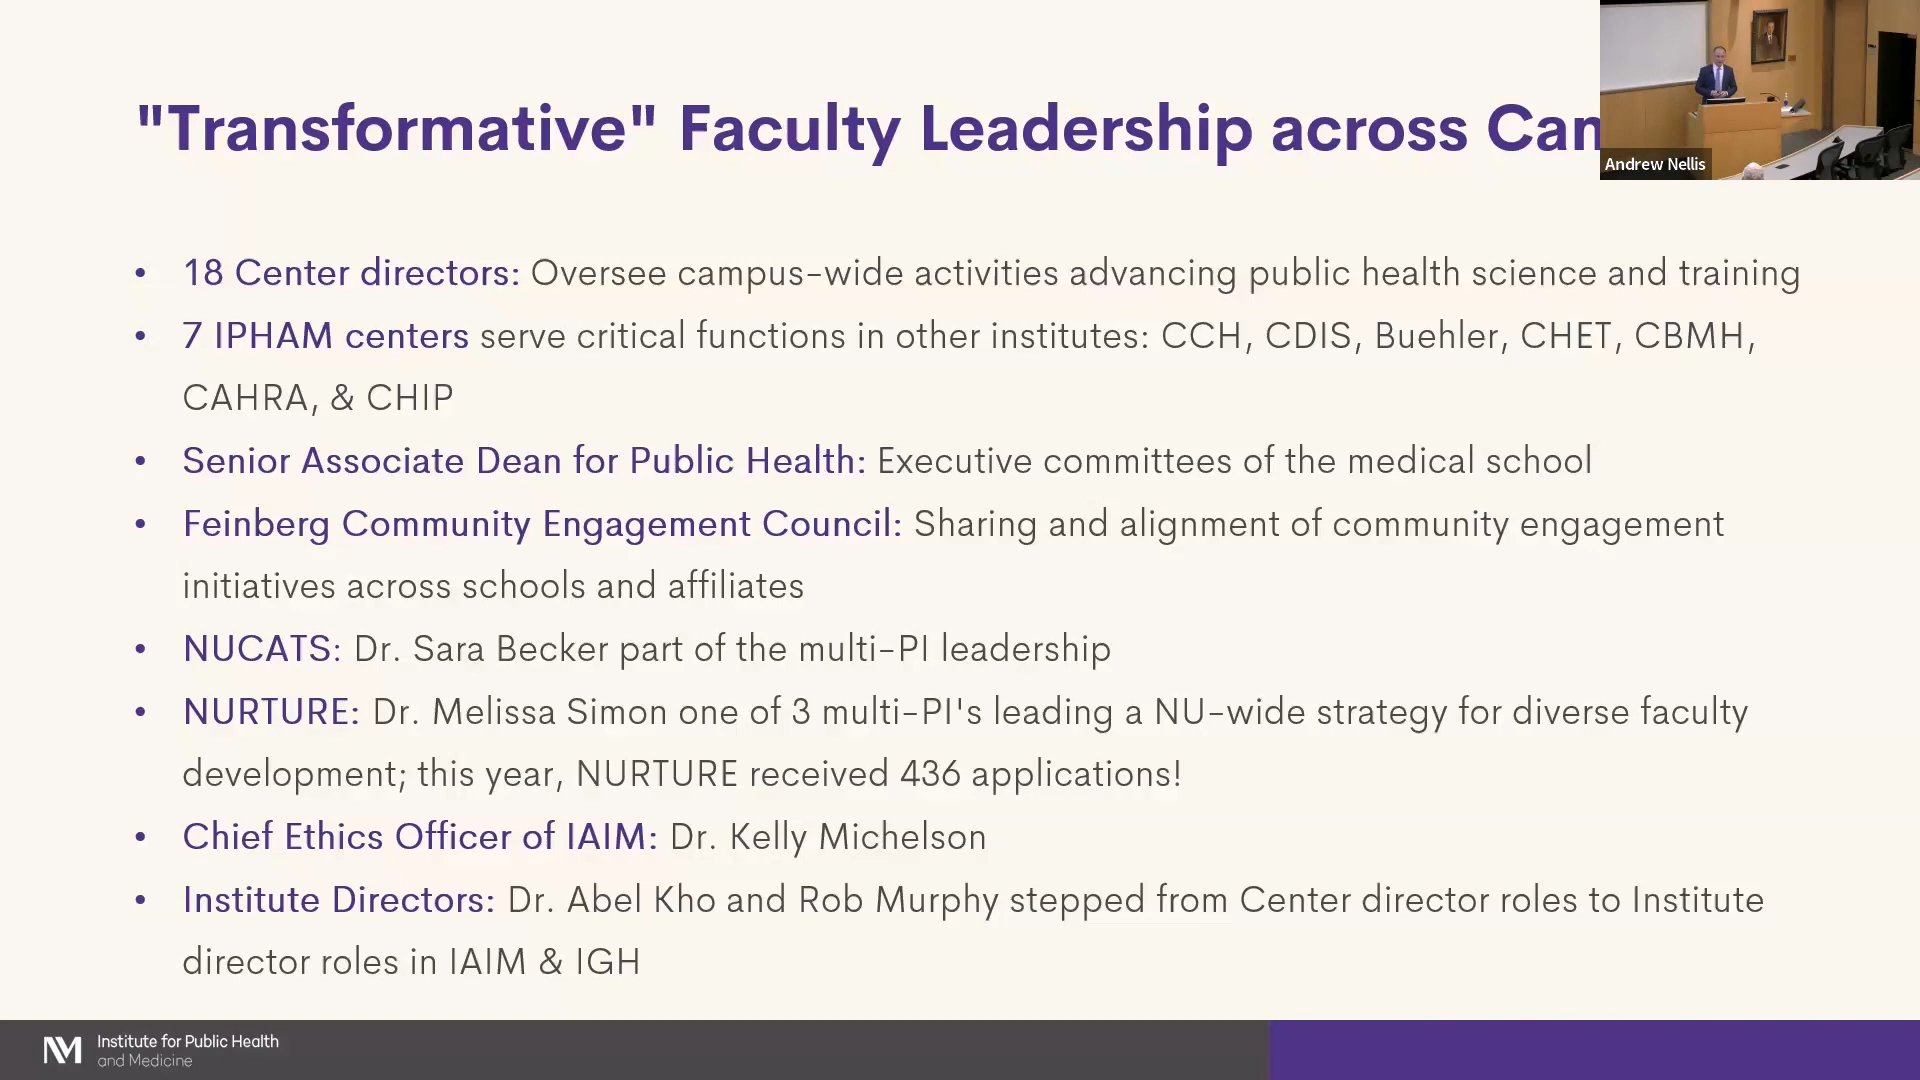 "Transformative" Faculty Leadership across
Andrew Nellis
• 18 Center directors: Oversee campus-wide activities advancing public health science and training
• 7 IPHAM centers serve critical functions in other institutes: CCH, CDIS, Buehler, CHET, CBMH,
CAHRA, & CHIP
• Senior Associate Dean for Public Health: Executive committees of the medical school
• Feinberg Community Engagement Council: Sharing and alignment of community engagement
initiatives across schools and affiliates
• NUCATS: Dr. Sara Becker part of the multi-PI leadership
• NURTURE: Dr. Melissa Simon one of 3 multi-PI's leading a NU-wide strategy for diverse faculty
development; this year, NURTURE received 436 applications!
• Chief Ethics Officer of IAIM: Dr. Kelly Michelson
• Institute Directors: Dr. Abel Kho and Rob Murphy stepped from Center director roles to Institute
director roles in IAIM & IGH
NM
Institute for Public Health
and Medicine